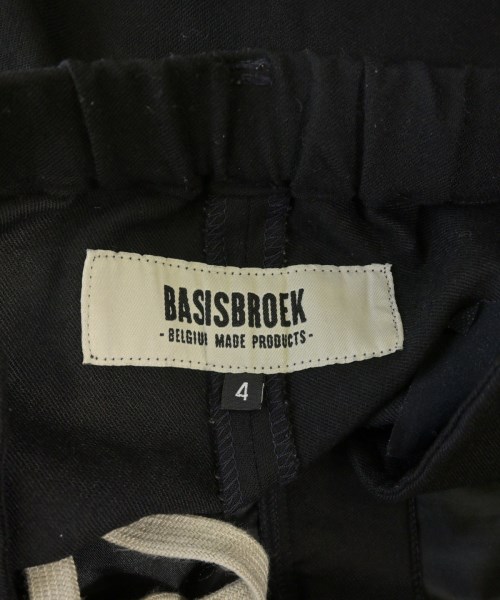 BASISBROEK
- BELGIUM MADE PRODUCTS -
4